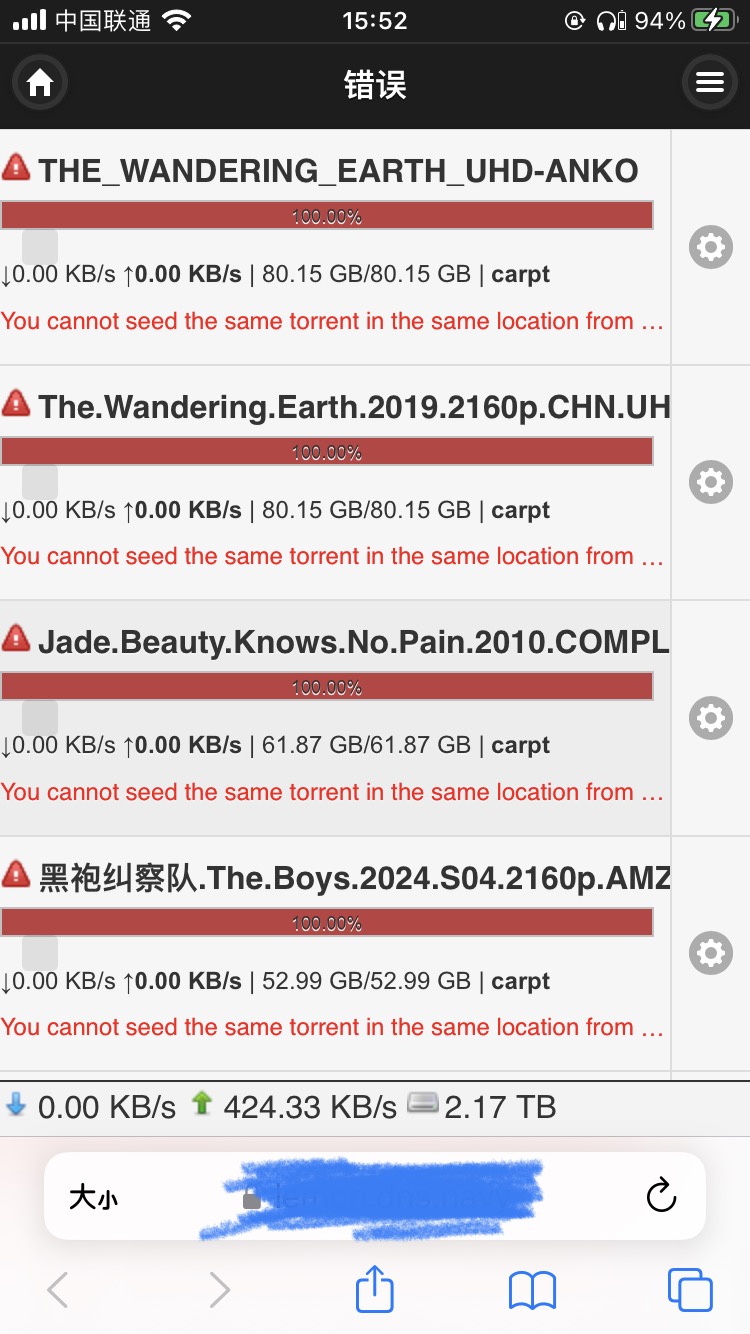 中国联通 15:52 94%
错误
THE_WANDERING_EARTH_UHD-ANKO
100.00%
↓0.00 KB/s ↑0.00 KB/s | 80.15 GB/80.15 GB | carpt
You cannot seed the same torrent in the same location from …
The.Wandering.Earth.2019.2160p.CHN.UH
100.00%
↓0.00 KB/s ↑0.00 KB/s | 80.15 GB/80.15 GB | carpt
You cannot seed the same torrent in the same location from …
Jade.Beauty.Knows.No.Pain.2010.COMPL
100.00%
↓0.00 KB/s ↑0.00 KB/s | 61.87 GB/61.87 GB | carpt
You cannot seed the same torrent in the same location from …
黑袍纠察队.The.Boys.2024.S04.2160p.AMZ
100.00%
↓0.00 KB/s ↑0.00 KB/s | 52.99 GB/52.99 GB | carpt
You cannot seed the same torrent in the same location from …
0.00 KB/s 424.33 KB/s 2.17 TB
大小